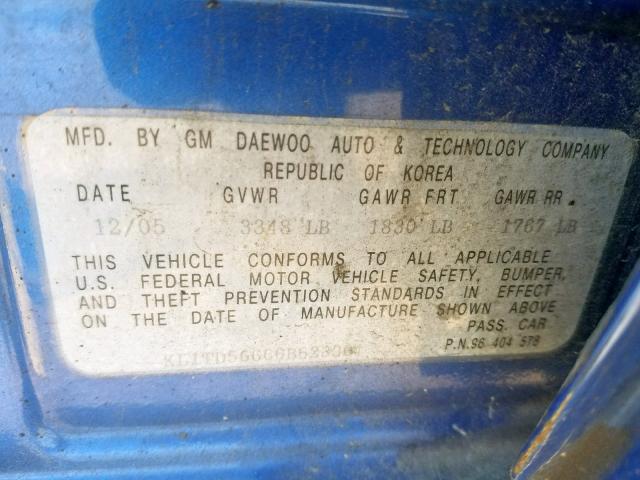 MFD. BY GM DAEWOO AUTO & TECHNOLOGY COMPANY
REPUBLIC OF KOREA
DATE GVWR GAWR FRT GAWR RR.
12/05 3348 LB 1830 LB 1767 LB
THIS VEHICLE CONFORMS TO ALL APPLICABLE
U.S. FEDERAL MOTOR VEHICLE SAFETY, BUMPER,
AND THEFT PREVENTION STANDARDS IN EFFECT
ON THE DATE OF MANUFACTURE SHOWN ABOVE
PASS. CAR
P.N.96 404 578